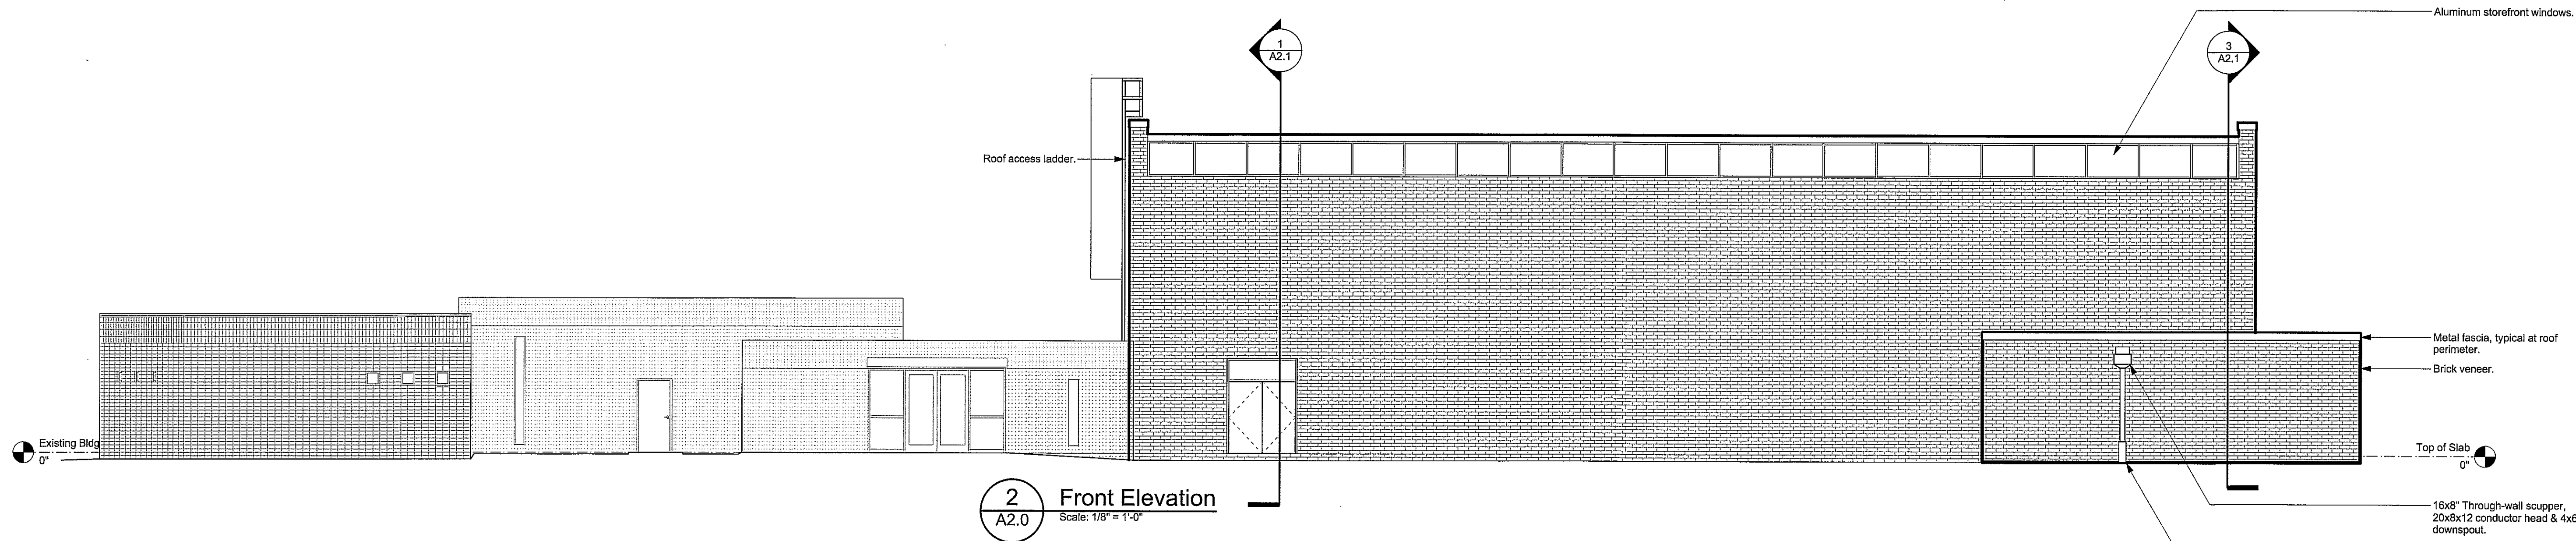 Aluminum storefront windows.
1
A2.1
3
A2.1
Roof access ladder.
Metal fascia, typical at roof
perimeter.
Brick veneer.
Existing Bldg
0"
Top of Slab
0"
2
A2.0
Front Elevation
Scale: 1/8" = 1'-0"
16x8" Through-wall scupper,
20x8x12 conductor head & 4x6
downspout.